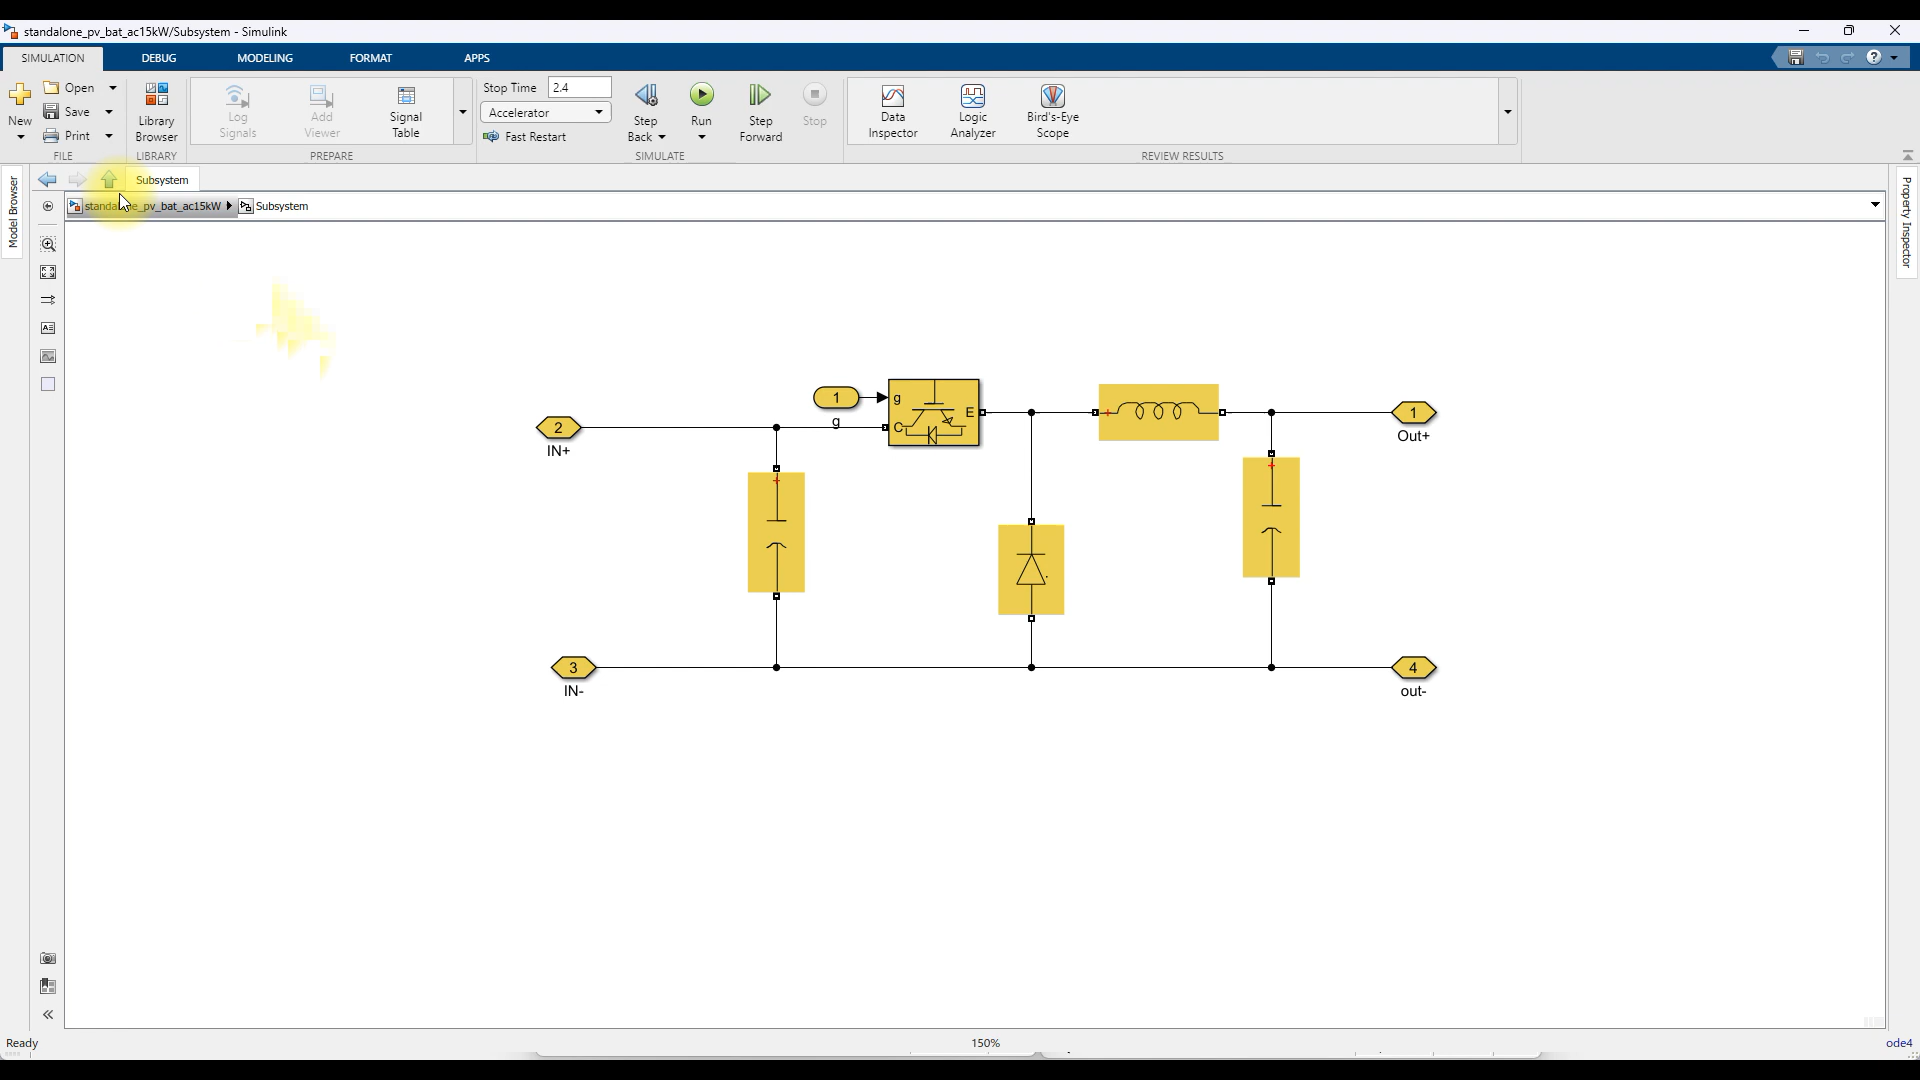 standalone_pv_bat_ac15kW/Subsystem - Simulink
SIMULATION DEBUG MODELING FORMAT APPS
New
Open
Save
Print
FILE
Library
Browser
LIBRARY
Log
Signals
Add
Viewer
Signal
Table
PREPARE
Stop Time 2.4
Accelerator
Fast Restart
Step
Back
Run
Step
Forward
Stop
SIMULATE
Data
Inspector
Logic
Analyzer
Bird's-Eye
Scope
REVIEW RESULTS
Model Browser
Property Inspector
Subsystem
standalone_pv_bat_ac15kW Subsystem
1
g
g
C
E
2
IN+
1
Out+
3
IN-
4
out-
Ready
150%
ode4